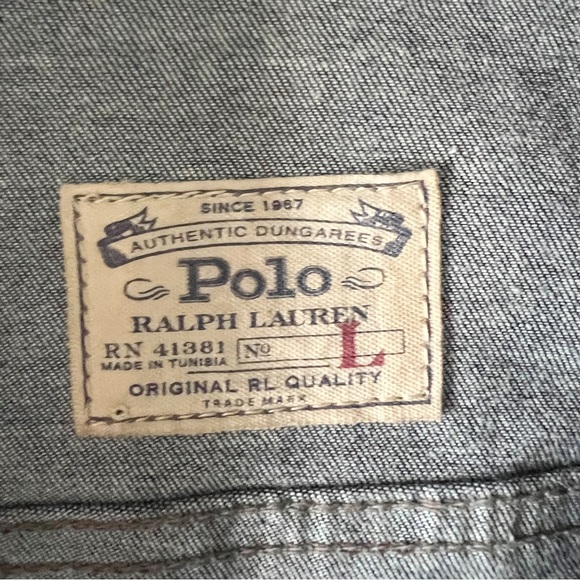 SINCE 1967
AUTHENTIC DUNGAREES
Polo
RALPH LAUREN
RN 41381 No L
MADE IN TUNISIA
ORIGINAL RL QUALITY
TRADE MARK